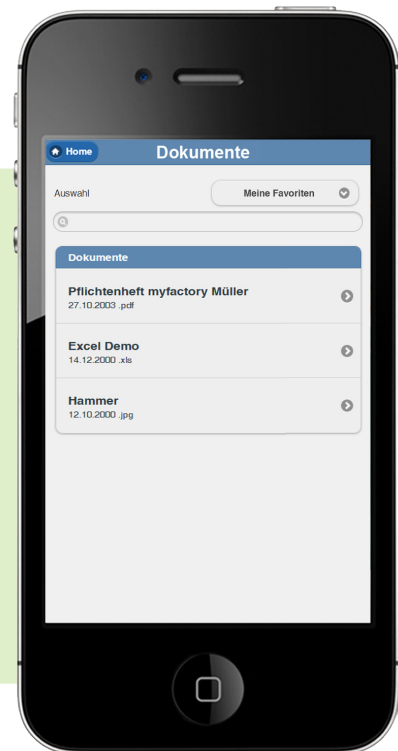 Home
Dokumente
Auswahl
Meine Favoriten
Dokumente
Pflichtenheft myfactory Müller
27.10.2003 .pdf
Excel Demo
14.12.2000 .xls
Hammer
12.10.2000 .jpg